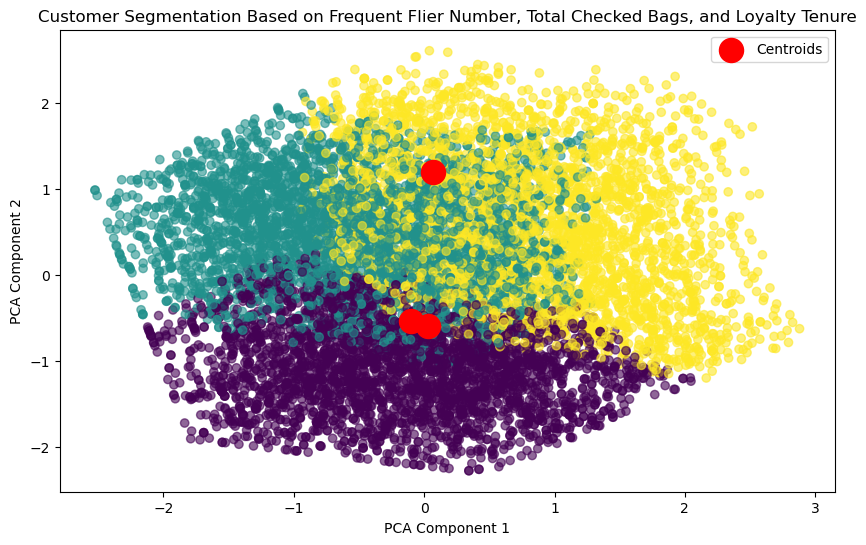 Customer Segmentation Based on Frequent Flier Number, Total Checked Bags, and Loyalty Tenure
Centroids
PCA Component 2
2
1
0
−1
−2
−2
−1
0
1
2
3
PCA Component 1